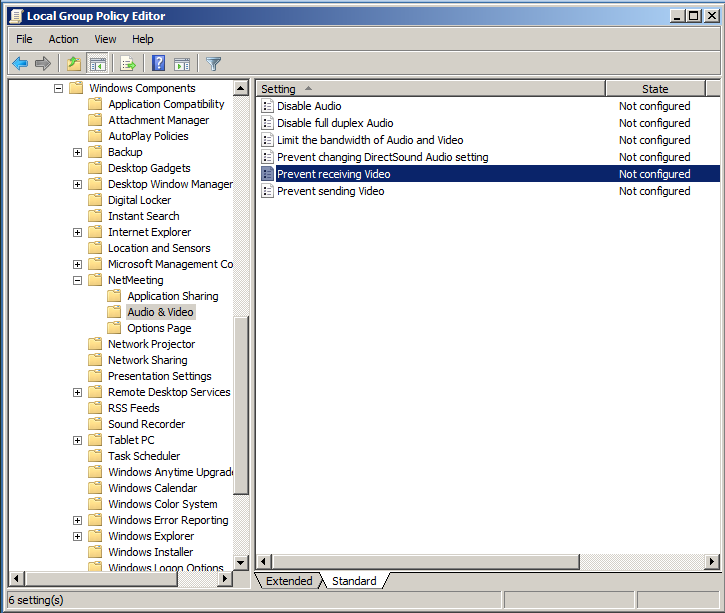 Local Group Policy Editor
File Action View Help
Windows Components
Application Compatibility
Attachment Manager
AutoPlay Policies
Backup
Desktop Gadgets
Desktop Window Manager
Digital Locker
Instant Search
Internet Explorer
Location and Sensors
Microsoft Management Co
NetMeeting
Application Sharing
Audio & Video
Options Page
Network Projector
Network Sharing
Presentation Settings
Remote Desktop Services
RSS Feeds
Sound Recorder
Tablet PC
Task Scheduler
Windows Anytime Upgrad
Windows Calendar
Windows Color System
Windows Error Reporting
Windows Explorer
Windows Installer
Windows Logon Options
Setting State
Disable Audio Not configured
Disable full duplex Audio Not configured
Limit the bandwidth of Audio and Video Not configured
Prevent changing DirectSound Audio setting Not configured
Prevent receiving Video Not configured
Prevent sending Video Not configured
Extended Standard
6 setting(s)